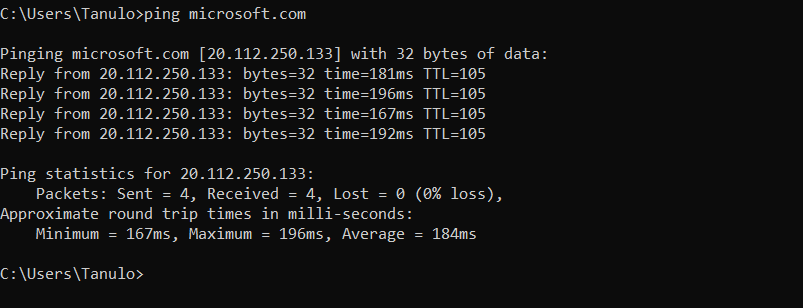 C:\Users\Tanulo>ping microsoft.com
Pinging microsoft.com [20.112.250.133] with 32 bytes of data:
Reply from 20.112.250.133: bytes=32 time=181ms TTL=105
Reply from 20.112.250.133: bytes=32 time=196ms TTL=105
Reply from 20.112.250.133: bytes=32 time=167ms TTL=105
Reply from 20.112.250.133: bytes=32 time=192ms TTL=105
Ping statistics for 20.112.250.133:
    Packets: Sent = 4, Received = 4, Lost = 0 (0% loss),
Approximate round trip times in milli-seconds:
    Minimum = 167ms, Maximum = 196ms, Average = 184ms
C:\Users\Tanulo>